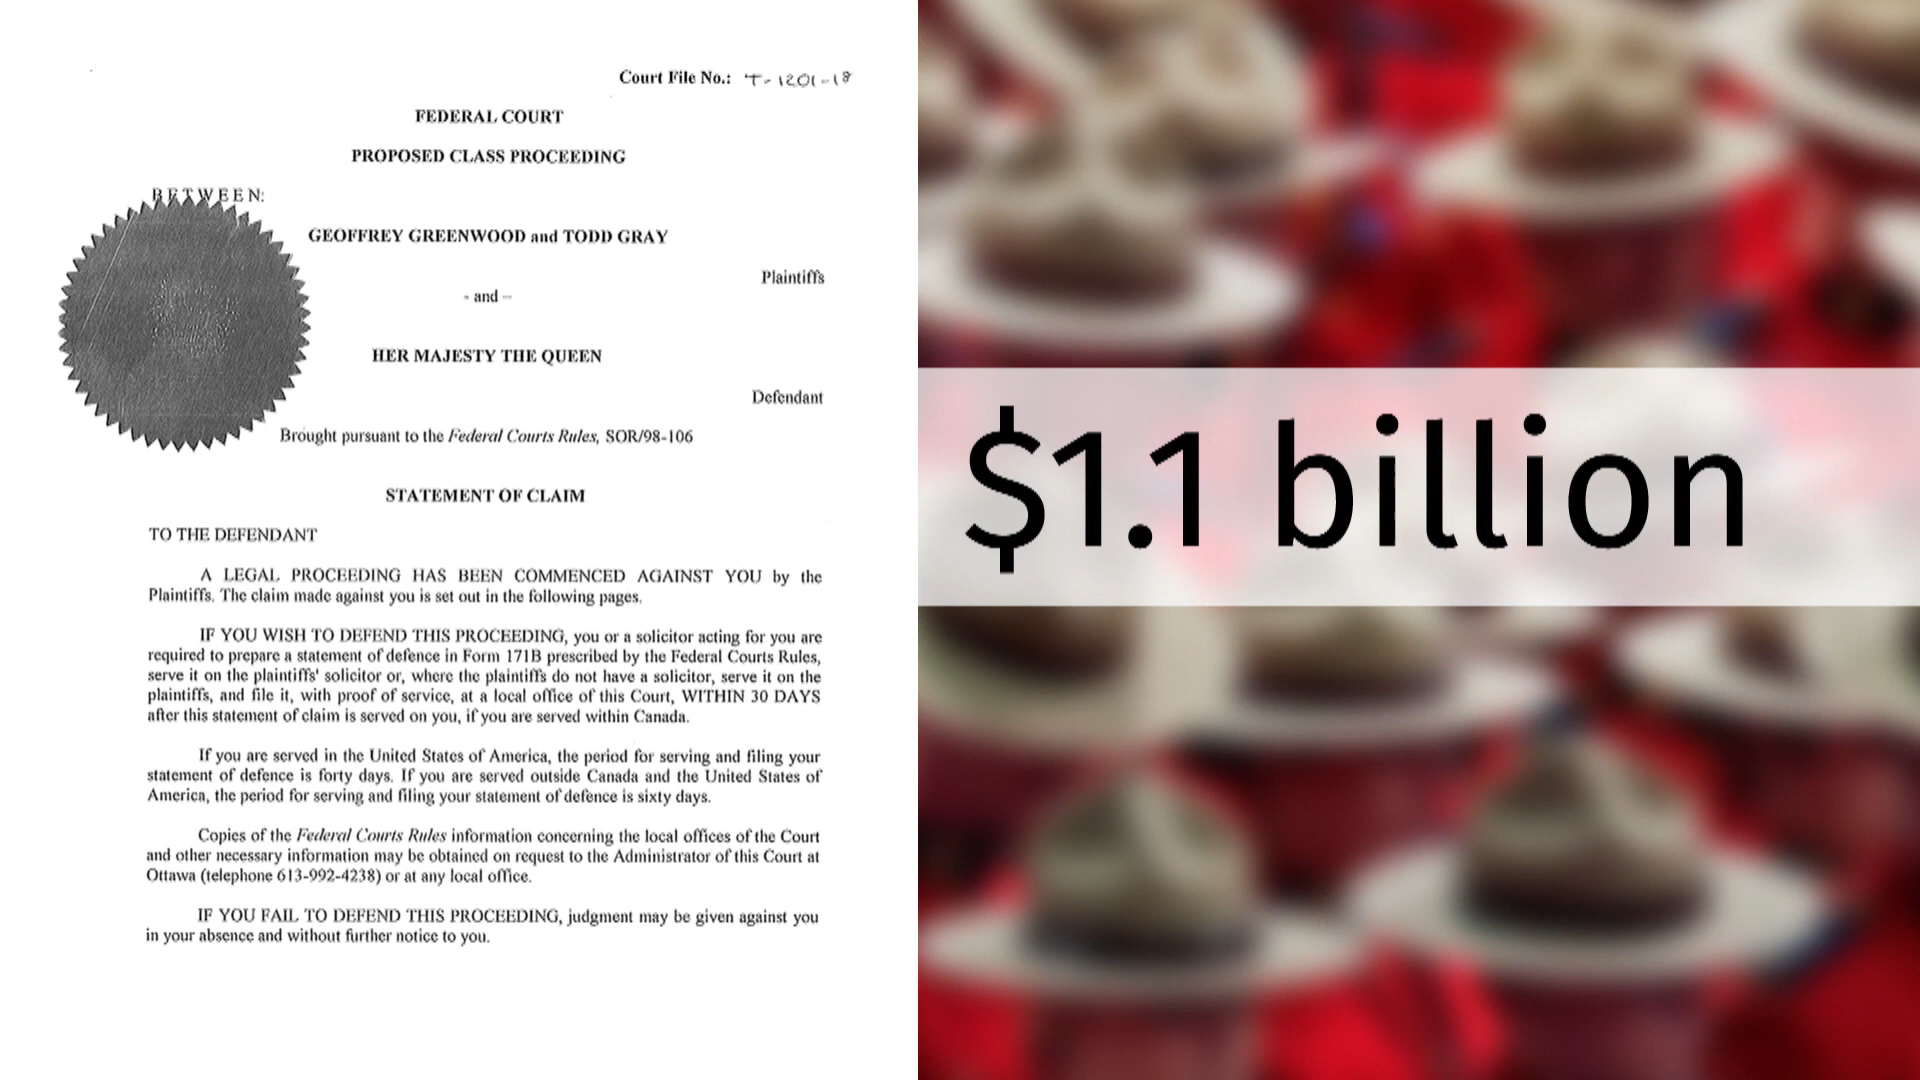 Court File No.: T-1201-18
FEDERAL COURT
PROPOSED CLASS PROCEEDING
BETWEEN:
GEOFFREY GREENWOOD and TODD GRAY
Plaintiffs
- and -
HER MAJESTY THE QUEEN
Defendant
Brought pursuant to the Federal Courts Rules, SOR/98-106
STATEMENT OF CLAIM
TO THE DEFENDANT
A LEGAL PROCEEDING HAS BEEN COMMENCED AGAINST YOU by the
Plaintiffs. The claim made against you is set out in the following pages.
IF YOU WISH TO DEFEND THIS PROCEEDING, you or a solicitor acting for you are
required to prepare a statement of defence in Form 171B prescribed by the Federal Courts Rules,
serve it on the plaintiffs' solicitor or, where the plaintiffs do not have a solicitor, serve it on the
plaintiffs, and file it, with proof of service, at a local office of this Court, WITHIN 30 DAYS
after this statement of claim is served on you, if you are served within Canada.
If you are served in the United States of America, the period for serving and filing your
statement of defence is forty days. If you are served outside Canada and the United States of
America, the period for serving and filing your statement of defence is sixty days.
Copies of the Federal Courts Rules information concerning the local offices of the Court
and other necessary information may be obtained on request to the Administrator of this Court at
Ottawa (telephone 613-992-4238) or at any local office.
IF YOU FAIL TO DEFEND THIS PROCEEDING, judgment may be given against you
in your absence and without further notice to you.
$1.1 billion